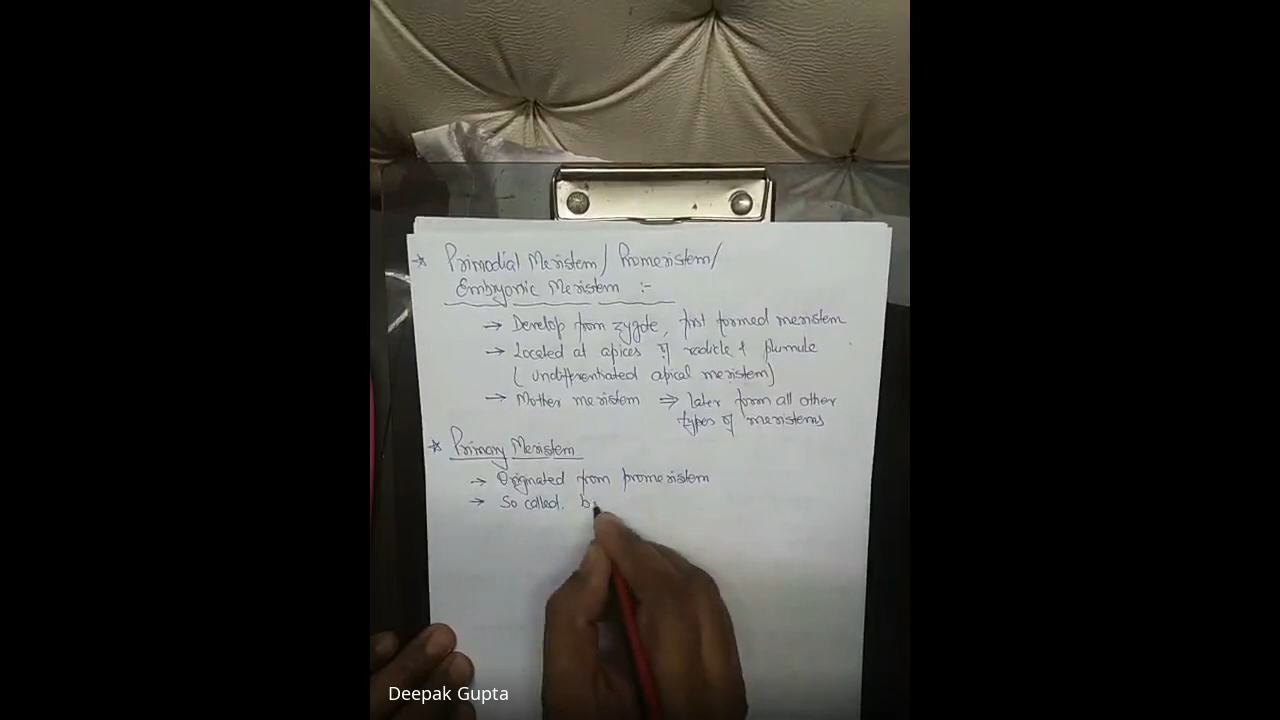 → Primodial Meristem / Promeristem /
Embryonic Meristem :-
→ Develop from zygote, first formed meristem
→ Located at apices of radicle & plumule
( undifferentiated apical meristem)
→ Mother meristem ⇒ later form all other
types of meristems
☆ Primary Meristem
→ Originated from promeristem
→ So called. b
Deepak Gupta